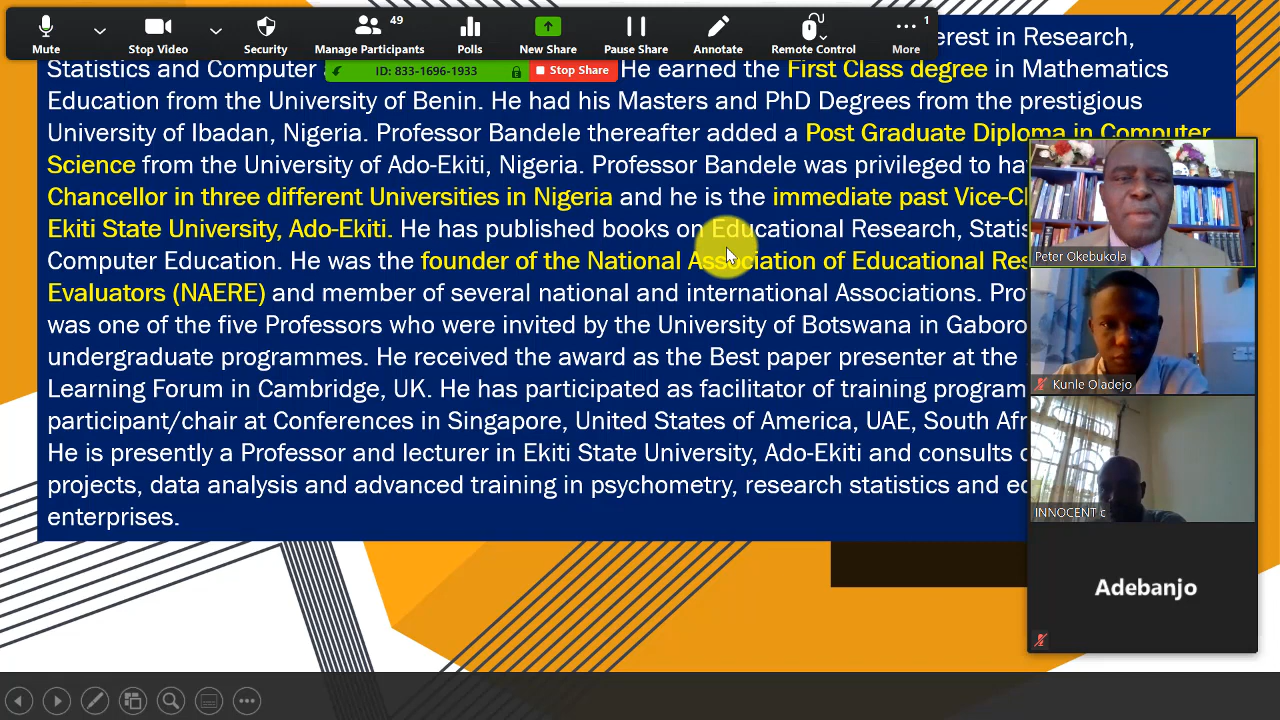 Mute
Stop Video
Security
Manage Participants
49
Polls
New Share
Pause Share
Annotate
Remote Control
More
1
ID: 833-1696-1933
Stop Share
in Research,
Statistics and Computer He earned the First Class degree in Mathematics
Education from the University of Benin. He had his Masters and PhD Degrees from the prestigious
University of Ibadan, Nigeria. Professor Bandele thereafter added a Post Graduate Diploma in Computer
Science from the University of Ado-Ekiti, Nigeria. Professor Bandele was privileged to
Chancellor in three different Universities in Nigeria and he is the immediate past
Ekiti State University, Ado-Ekiti. He has published books on Educational Research,
Computer Education. He was the founder of the National Association of Educational
Evaluators (NAERE) and member of several national and international Associations.
was one of the five Professors who were invited by the University of Botswana in
undergraduate programmes. He received the award as the Best paper presenter at the
Learning Forum in Cambridge, UK. He has participated as facilitator of training
participant/chair at Conferences in Singapore, United States of America, UAE, South
He is presently a Professor and lecturer in Ekiti State University, Ado-Ekiti and consults
projects, data analysis and advanced training in psychometry, research statistics and
enterprises.
Peter Okebukola
Kunle Oladejo
INNOCENT c
Adebanjo